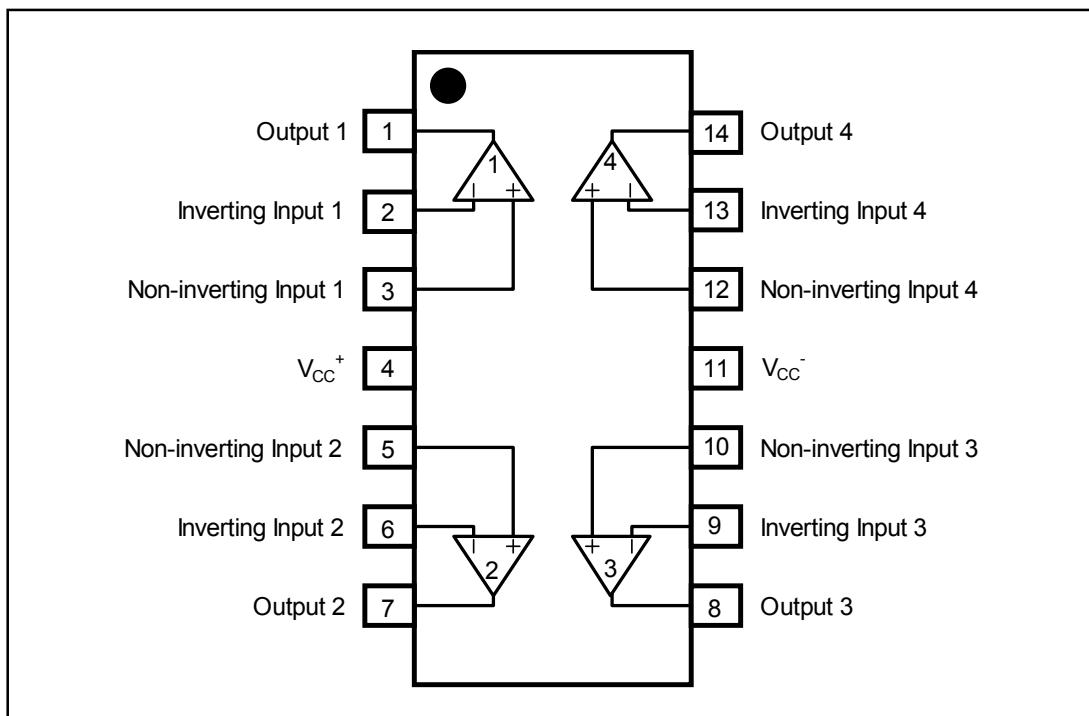 Output 1 1 14 Output 4
1 4
Inverting Input 1 2 - + + - 13 Inverting Input 4
Non-inverting Input 1 3 12 Non-inverting Input 4
VCC+ 4 11 VCC-
Non-inverting Input 2 5 10 Non-inverting Input 3
Inverting Input 2 6 - + + - 9 Inverting Input 3
2 3
Output 2 7 8 Output 3